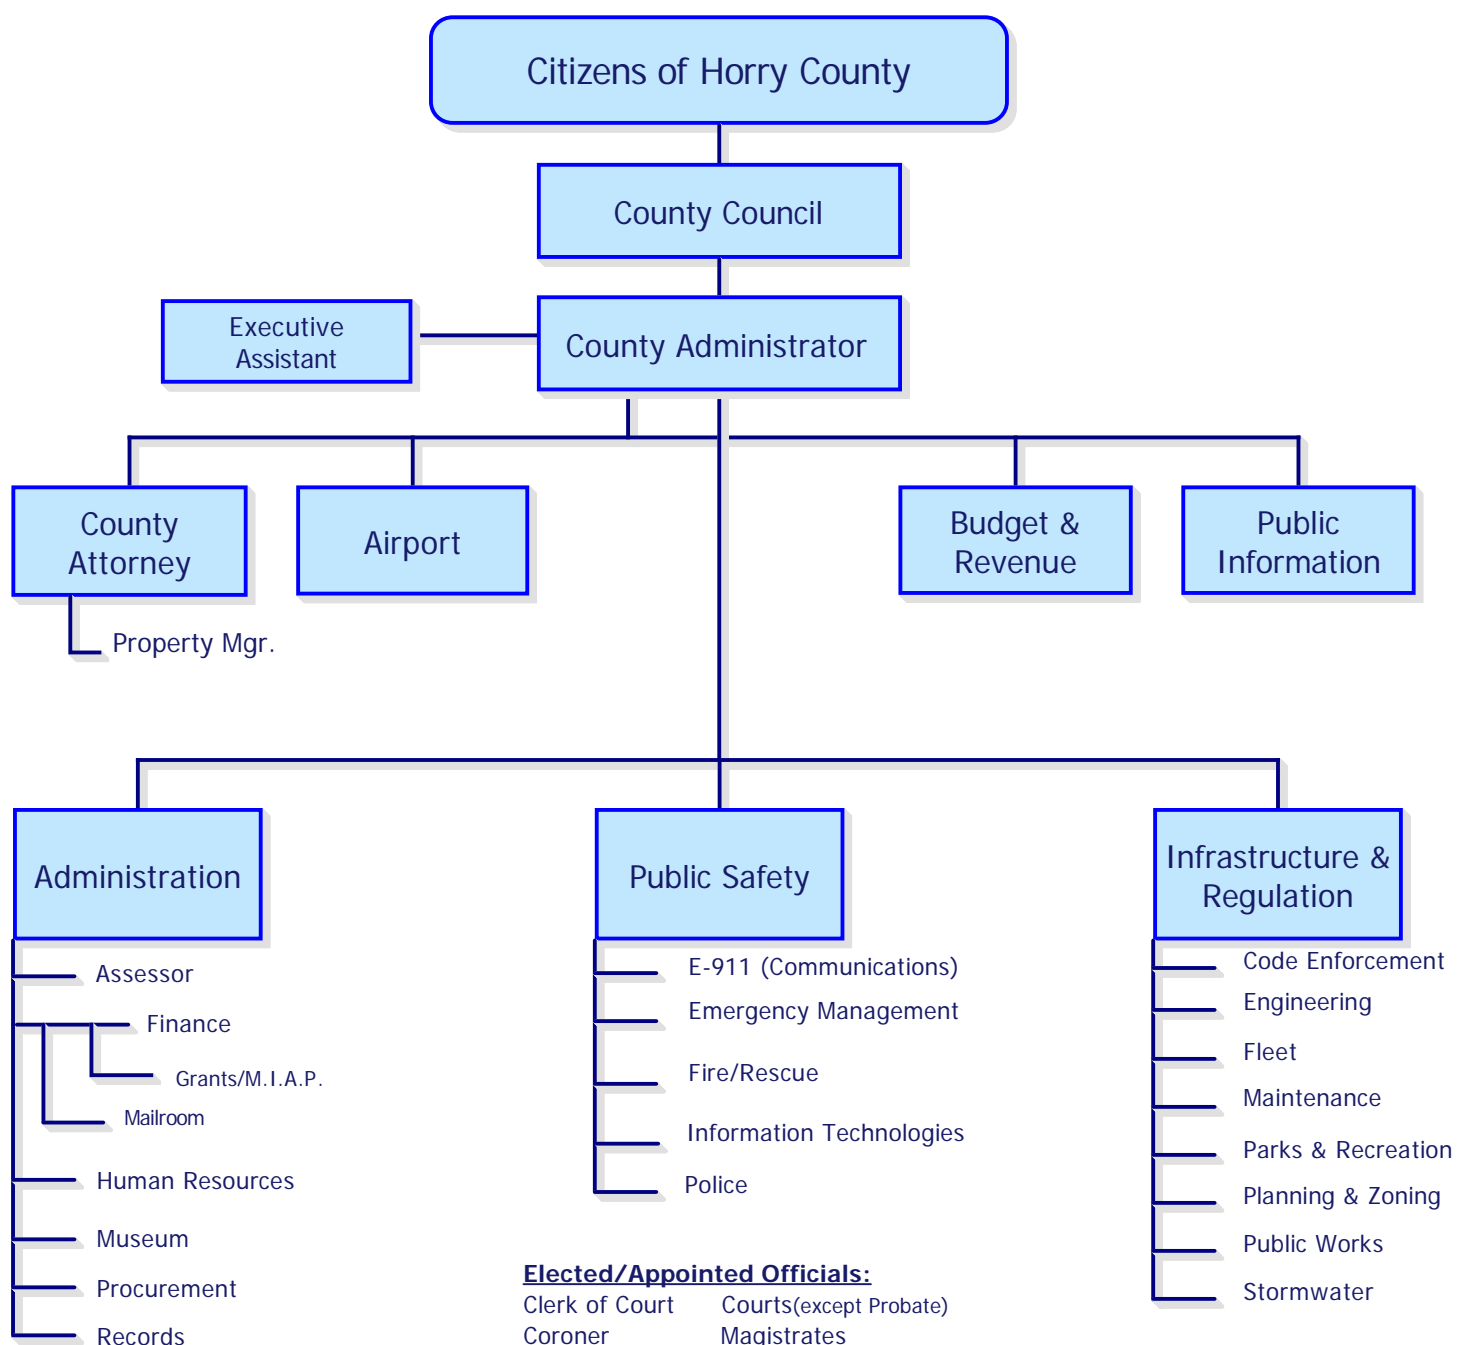 Citizens of Horry County
County Council
Executive
Assistant
County Administrator
County
Attorney
Airport
Budget &
Revenue
Public
Information
Property Mgr.
Administration
Public Safety
Infrastructure &
Regulation
Assessor
Finance
Grants/M.I.A.P.
Mailroom
Human Resources
Museum
Procurement
Records
E-911 (Communications)
Emergency Management
Fire/Rescue
Information Technologies
Police
Code Enforcement
Engineering
Fleet
Maintenance
Parks & Recreation
Planning & Zoning
Public Works
Stormwater
Elected/Appointed Officials:
Clerk of Court Courts(except Probate)
Coroner Magistrates